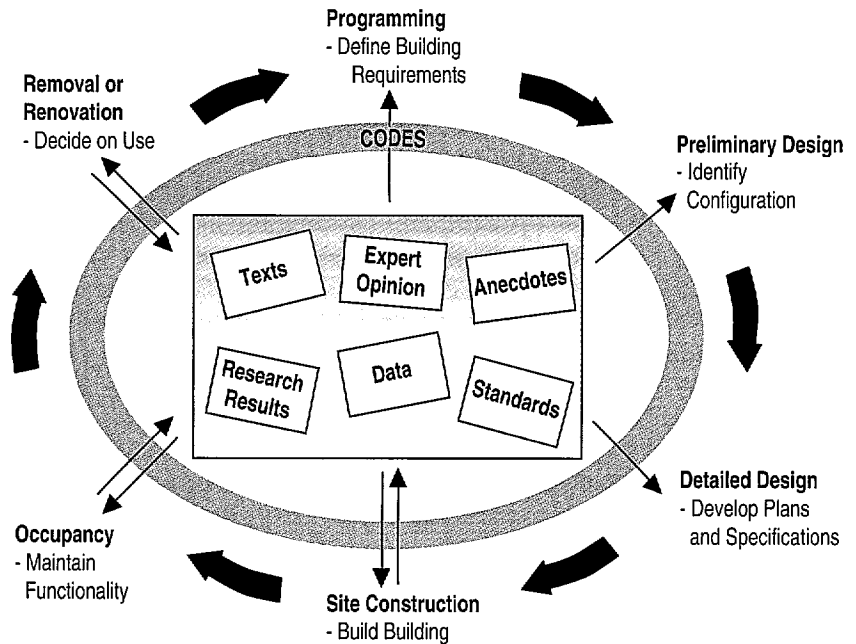 Programming
- Define Building
Requirements
Removal or
Renovation
- Decide on Use
CODES
Preliminary Design
- Identify
Configuration
Texts
Expert
Opinion
Anecdotes
Research
Results
Data
Standards
Detailed Design
- Develop Plans
and Specifications
Occupancy
- Maintain
Functionality
Site Construction
- Build Building